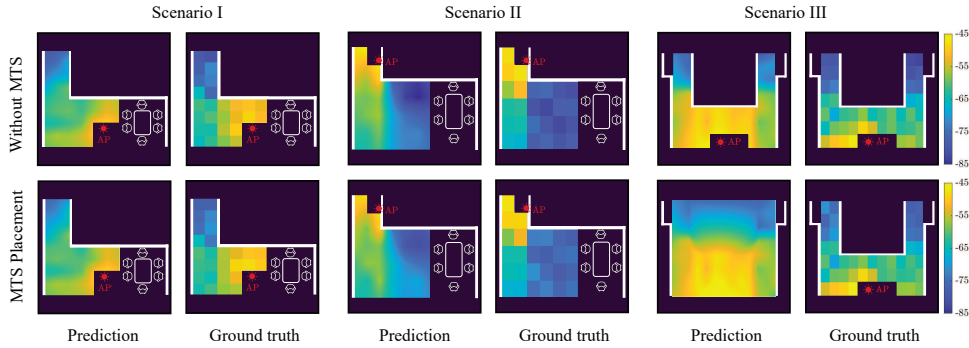 Scenario I Scenario II Scenario III
Without MTS
AP AP AP AP AP AP
-45
-55
-65
-75
-85
MTS Placement
AP AP AP AP AP
-45
-55
-65
-75
-85
Prediction Ground truth Prediction Ground truth Prediction Ground truth